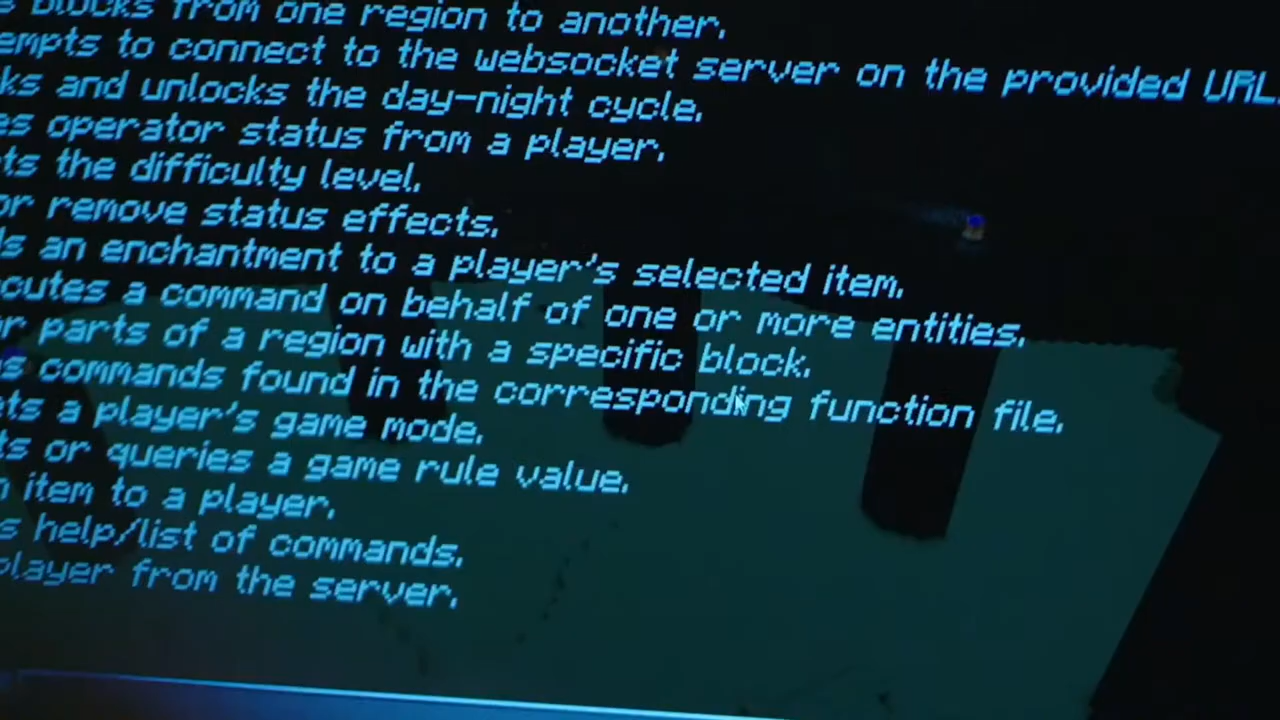 blocks from one region to another.
empts to connect to the websocket server on the provided URL.
ks and unlocks the day-night cycle.
es operator status from a player.
ts the difficulty level.
or remove status effects.
ds an enchantment to a player's selected item.
cutes a command on behalf of one or more entities.
or parts of a region with a specific block.
s commands found in the corresponding function file.
ets a player's game mode.
ts or queries a game rule value.
n item to a player.
s help/list of commands.
player from the server.